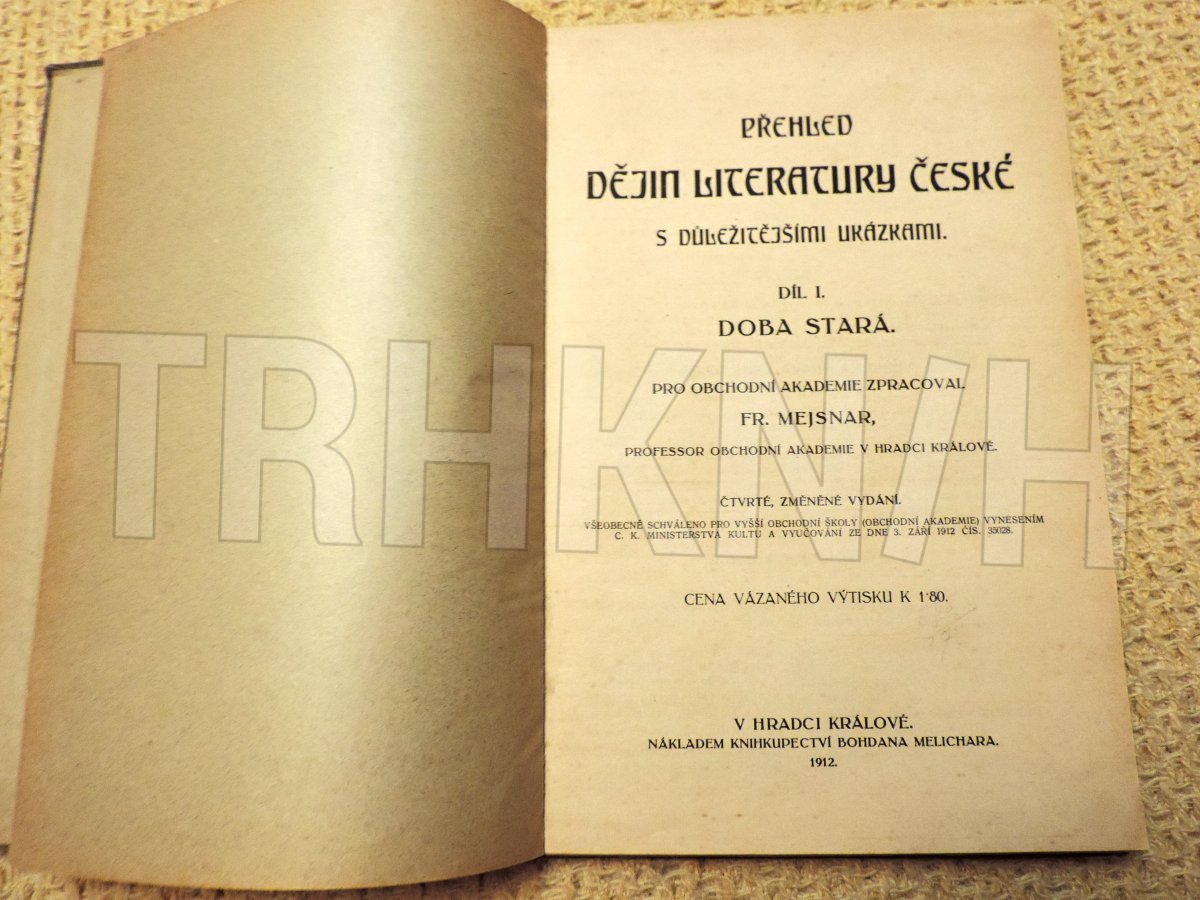 PŘEHLED
DĚJIN LITERATURY ČESKÉ
S DŮLEŽITĚJŠÍMI UKÁZKAMI.
DÍL I.
DOBA STARÁ.
PRO OBCHODNÍ AKADEMIE ZPRACOVAL
FR. MEJSNAR,
PROFESSOR OBCHODNÍ AKADEMIE V HRADCI KRÁLOVÉ.
ČTVRTÉ, ZMĚNĚNÉ VYDÁNÍ.
VŠEOBECNĚ SCHVÁLENO PRO VYŠŠÍ OBCHODNÍ ŠKOLY (OBCHODNÍ AKADEMIE) VYNESENÍM
C. K. MINISTERSTVA KULTU A VYUČOVÁNÍ ZE DNE 3. ZÁŘÍ 1912 ČÍS. 35028.
CENA VÁZANÉHO VÝTISKU K 1·80.
V HRADCI KRÁLOVÉ.
NÁKLADEM KNIHKUPECTVÍ BOHDANA MELICHARA.
1912.
TRHKNIH